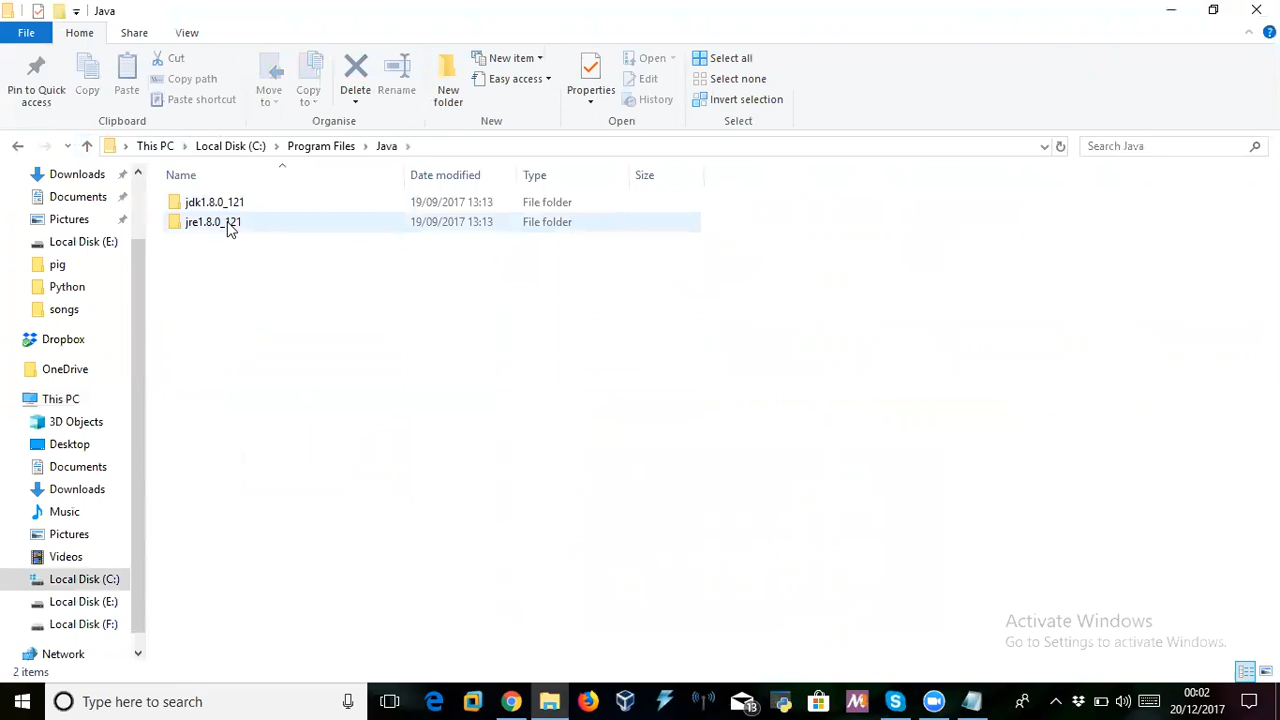 Java
File Home Share View
Pin to Quick access
Copy
Paste
Cut
Copy path
Paste shortcut
Move to
Copy to
Delete
Rename
New folder
New item
Easy access
Properties
Open
Edit
History
Select all
Select none
Invert selection
Clipboard Organise New Open Select
This PC Local Disk (C:) Program Files Java
Search Java
Name Date modified Type Size
jdk1.8.0_121 19/09/2017 13:13 File folder
jre1.8.0_121 19/09/2017 13:13 File folder
Downloads
Documents
Pictures
Local Disk (E:)
pig
Python
songs
Dropbox
OneDrive
This PC
3D Objects
Desktop
Documents
Downloads
Music
Pictures
Videos
Local Disk (C:)
Local Disk (E:)
Local Disk (F:)
Network
2 items
Activate Windows
Go to Settings to activate Windows.
Type here to search
13
00:02
20/12/2017